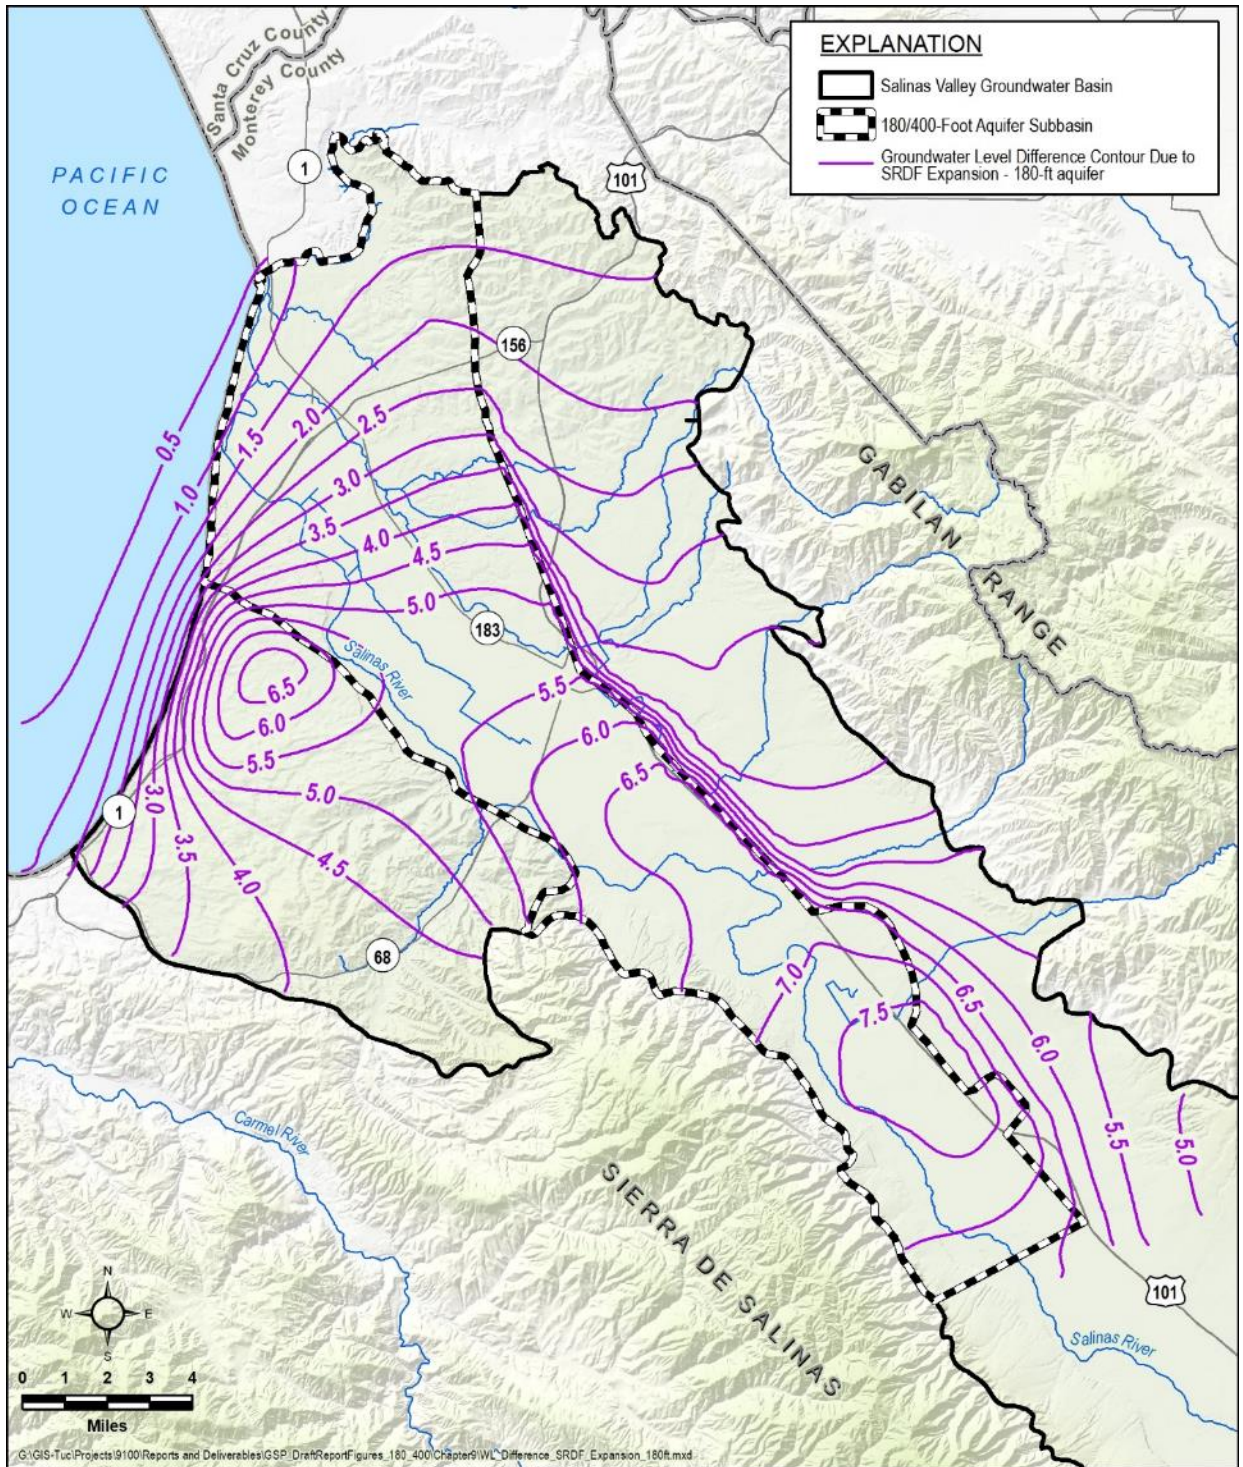 EXPLANATION
Salinas Valley Groundwater Basin
180/400-Foot Aquifer Subbasin
Groundwater Level Difference Contour Due to
SRDF Expansion - 180-ft aquifer
Santa Cruz County
Monterey County
PACIFIC
OCEAN
1
101
156
0.5
1.0
1.5
2.0
2.5
3.0
3.5
4.0
4.5
5.0
183
GABILAN
RANGE
Salinas River
6.5
6.0
5.5
5.5
6.0
6.5
5.0
4.5
4.0
3.5
3.0
1
68
7.0
7.5
6.5
6.0
5.5
5.0
Carmel River
SIERRA DE SALINAS
101
Salinas River
N
W
E
S
0 1 2 3 4
Miles
G:\GIS-Tuc\Projects\9100\Reports and Deliverables\GSP_DraftReportFigures_180_400\Chapter9\WL_Difference_SRDF_Expansion_180ft.mxd